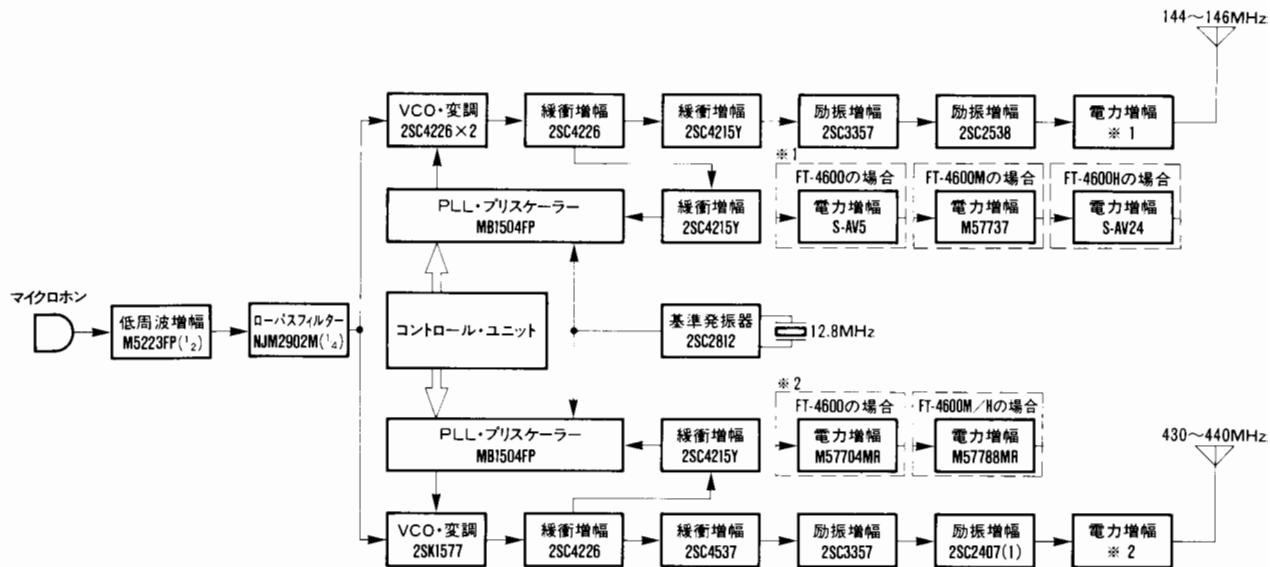 144～146MHz
VCO・変調
2SC4226×2
緩衝増幅
2SC4226
緩衝増幅
2SC4215Y
励振増幅
2SC3357
励振増幅
2SC2538
電力増幅
※1
※1
PLL・プリスケーラー
MB1504FP
緩衝増幅
2SC4215Y
FT-4600の場合
電力増幅
S-AV5
FT-4600Mの場合
電力増幅
M57737
FT-4600Hの場合
電力増幅
S-AV24
マイクロホン
低周波増幅
M5223FP(1/2)
ローパスフィルター
NJM2902M(1/4)
コントロール・ユニット
基準発振器
2SC2812
12.8MHz
※2
PLL・プリスケーラー
MB1504FP
緩衝増幅
2SC4215Y
FT-4600の場合
電力増幅
M57704MR
FT-4600M/Hの場合
電力増幅
M57788MR
430～440MHz
VCO・変調
2SK1577
緩衝増幅
2SC4226
緩衝増幅
2SC4537
励振増幅
2SC3357
励振増幅
2SC2407(1)
電力増幅
※2